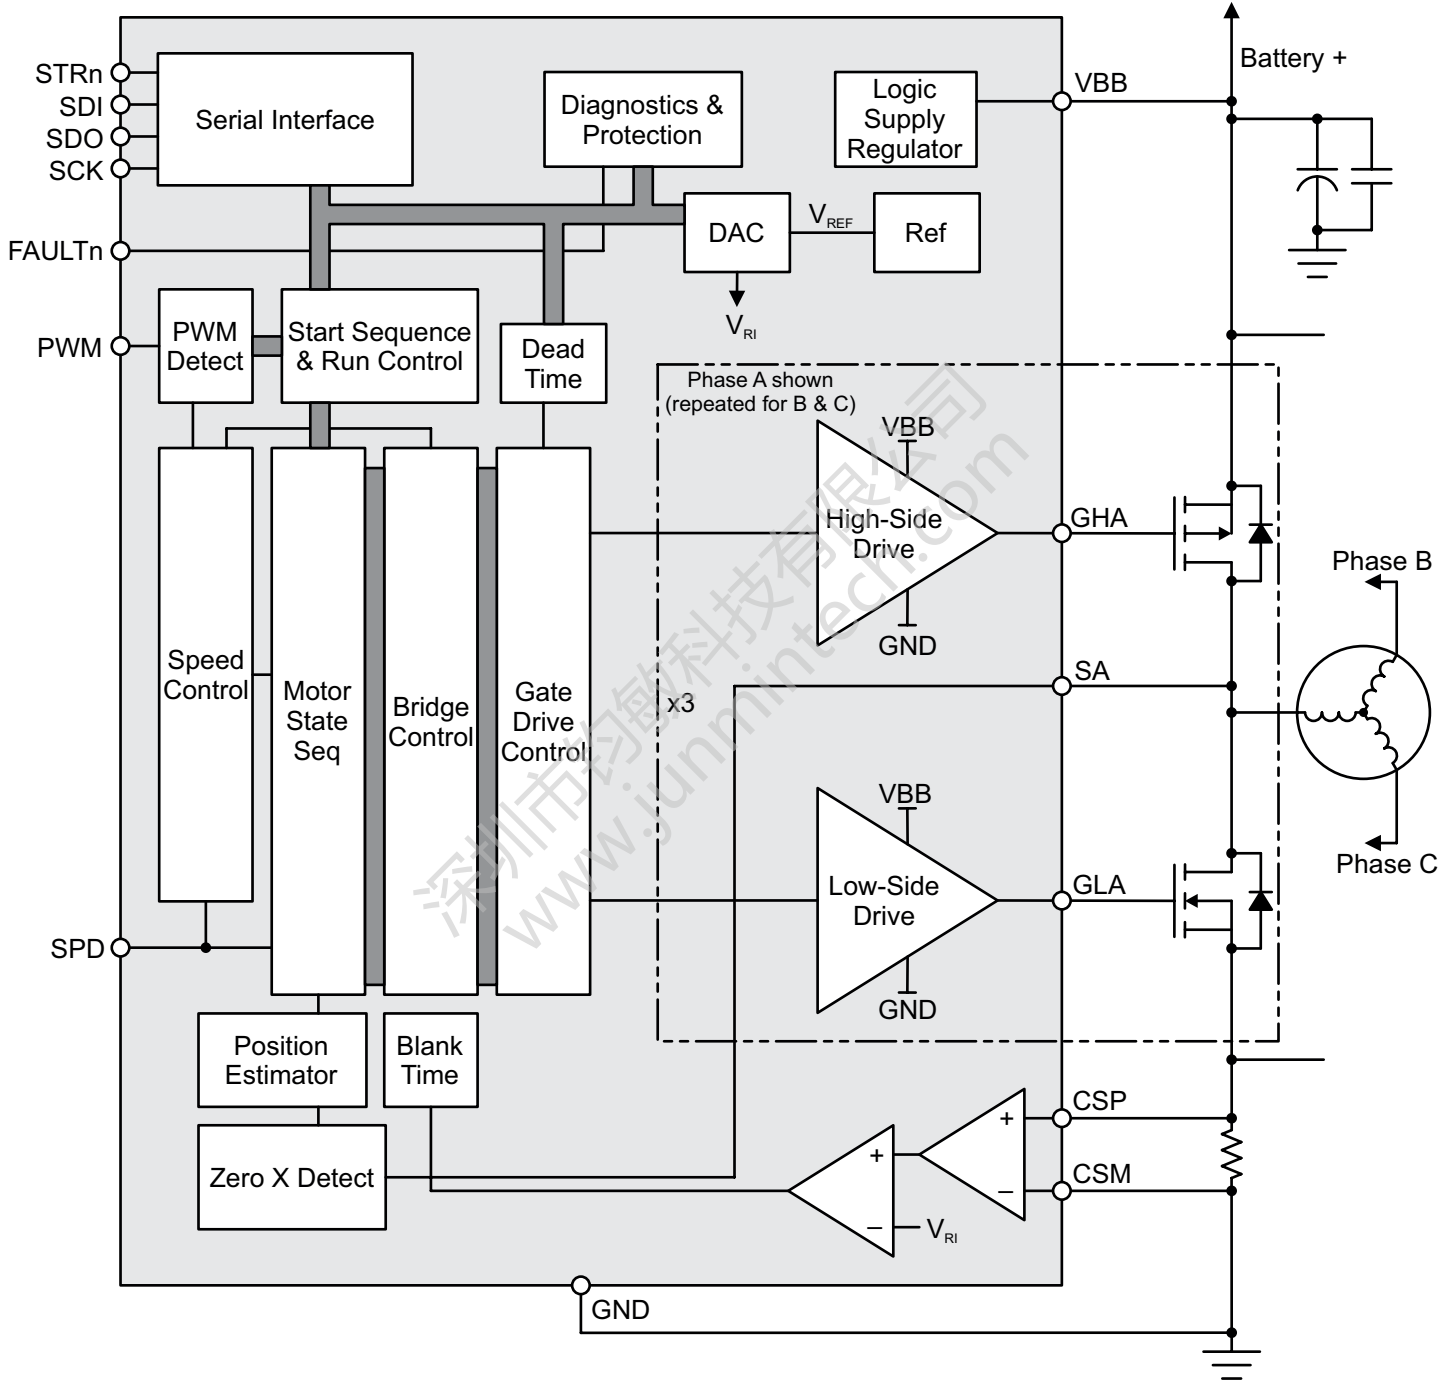 Battery +
STRn
SDI
SDO
SCK
Serial Interface
Diagnostics &
Protection
Logic
Supply
Regulator
VBB
FAULTn
DAC
VREF
Ref
VRI
PWM
PWM
Detect
Start Sequence
& Run Control
Dead
Time
Phase A shown
(repeated for B & C)
VBB
High-Side
Drive
GND
GHA
Phase B
Speed
Control
Motor
State
Seq
Bridge
Control
Gate
Drive
Control
x3
SA
VBB
Low-Side
Drive
GND
GLA
Phase C
SPD
Position
Estimator
Blank
Time
Zero X Detect
+
–
+
–
VRI
CSP
CSM
GND
深圳市钧敏科技有限公司
www.junmintech.com